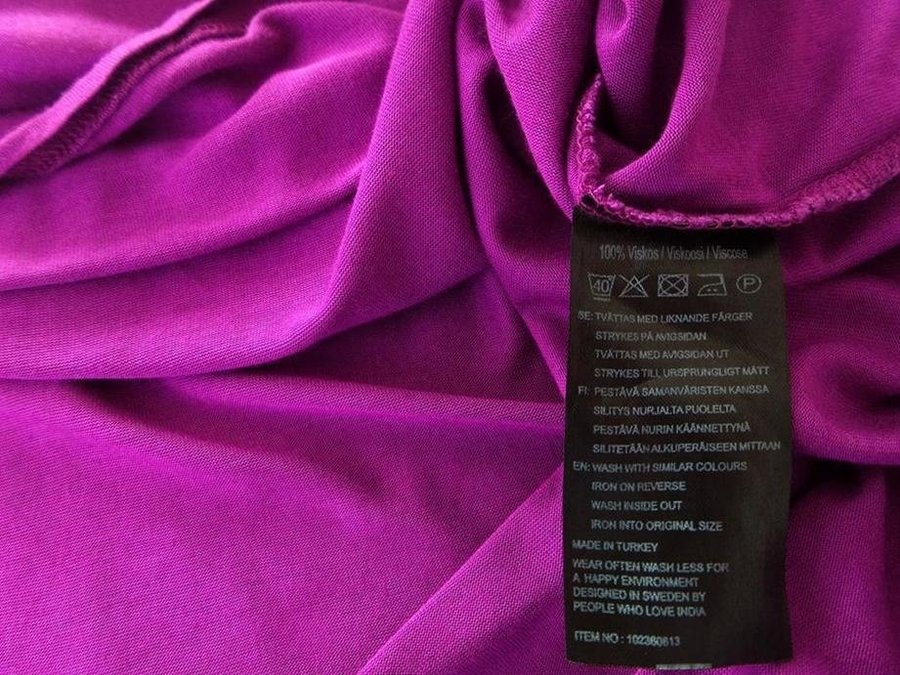 100% Viskos / Viskoosi / Viscose
40 P
SE: TVÄTTAS MED LIKNANDE FÄRGER
STRYKES PÅ AVIGSIDAN
TVÄTTAS MED AVIGSIDAN UT
STRYKES TILL URSPRUNGLIGT MÅTT
FI: PESTÄVÄ SAMANVÄRISTEN KANSSA
SILITYS NURJALTA PUOLELTA
PESTÄVÄ NURIN KÄÄNNETTYNÄ
SILITETÄÄN ALKUPERÄISEEN MITTAAN
EN: WASH WITH SIMILAR COLOURS
IRON ON REVERSE
WASH INSIDE OUT
IRON INTO ORIGINAL SIZE
MADE IN TURKEY
WEAR OFTEN WASH LESS FOR
A HAPPY ENVIRONMENT
DESIGNED IN SWEDEN BY
PEOPLE WHO LOVE INDIA
ITEM NO : 102360613